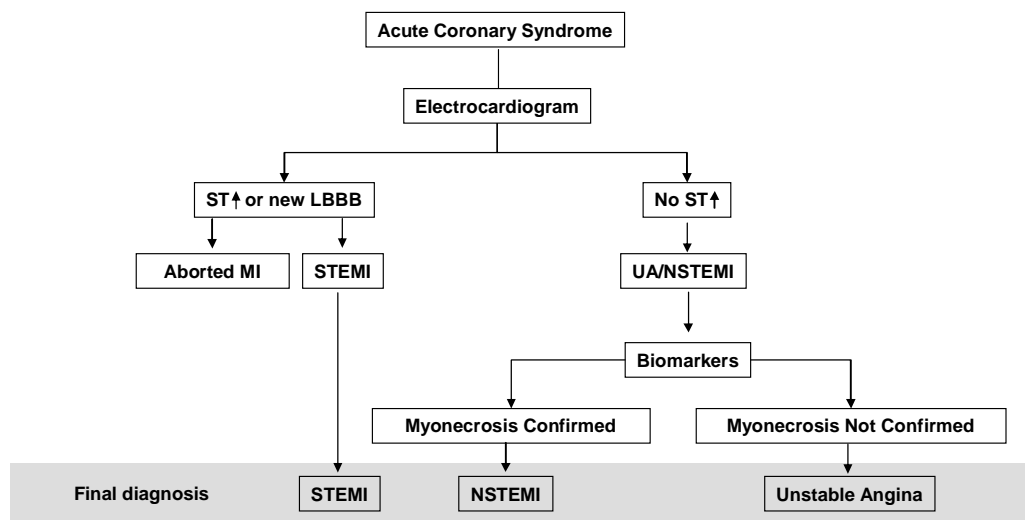 Acute Coronary Syndrome
Electrocardiogram
ST↑ or new LBBB
No ST↑
Aborted MI
STEMI
UA/NSTEMI
Biomarkers
Myonecrosis Confirmed
Myonecrosis Not Confirmed
Final diagnosis
STEMI
NSTEMI
Unstable Angina